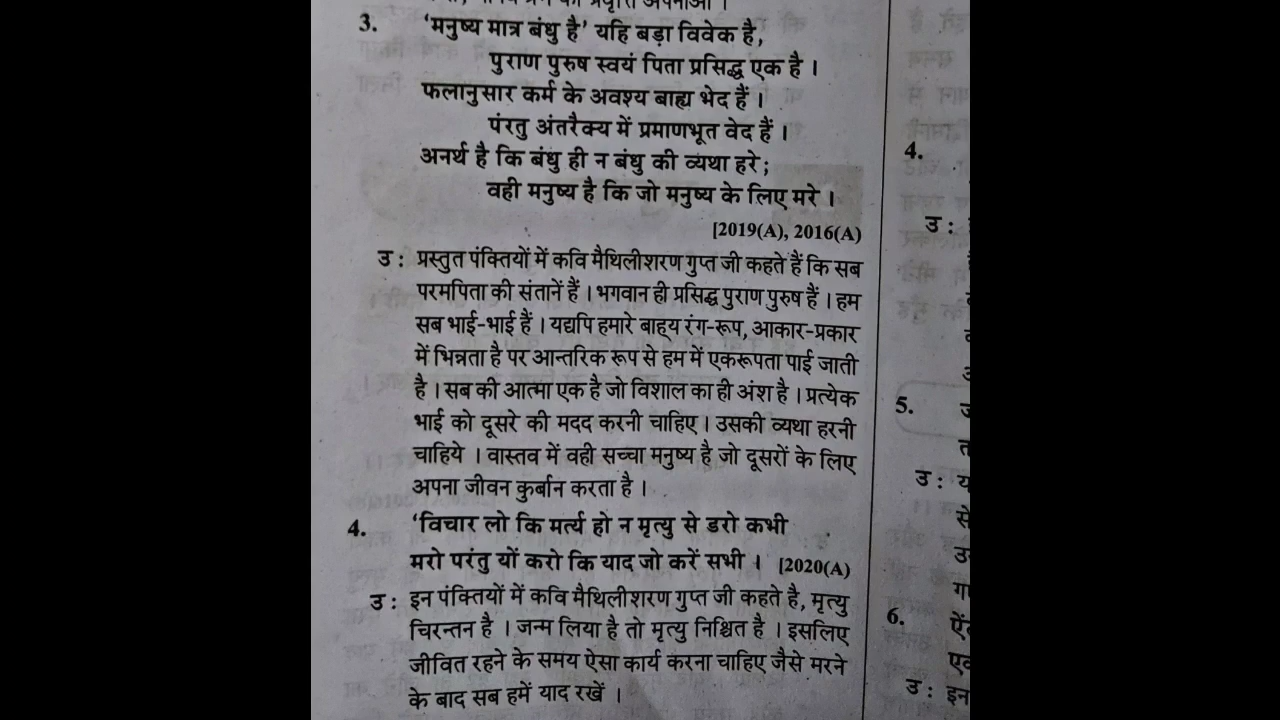 3. 'मनुष्य मात्र बंधु है' यहि बड़ा विवेक है,
पुराण पुरुष स्वयं पिता प्रसिद्ध एक है ।
फलानुसार कर्म के अवश्य बाह्य भेद हैं ।
पंरतु अंतरैक्य में प्रमाणभूत वेद हैं ।
अनर्थ है कि बंधु ही न बंधु की व्यथा हरे;
वही मनुष्य है कि जो मनुष्य के लिए मरे ।
[2019(A), 2016(A)
उ : प्रस्तुत पंक्तियों में कवि मैथिलीशरण गुप्त जी कहते हैं कि सब
परमपिता की संतानें हैं । भगवान ही प्रसिद्ध पुराण पुरुष हैं । हम
सब भाई-भाई हैं । यद्यपि हमारे बाह्य रंग-रूप, आकार-प्रकार
में भिन्नता है पर आन्तरिक रूप से हम में एकरूपता पाई जाती
है । सब की आत्मा एक है जो विशाल का ही अंश है । प्रत्येक
भाई को दूसरे की मदद करनी चाहिए । उसकी व्यथा हरनी
चाहिये । वास्तव में वही सच्चा मनुष्य है जो दूसरों के लिए
अपना जीवन कुर्बान करता है ।
4. 'विचार लो कि मर्त्य हो न मृत्यु से डरो कभी
मरो परंतु यों करो कि याद जो करें सभी । [2020(A)
उ : इन पंक्तियों में कवि मैथिलीशरण गुप्त जी कहते है, मृत्यु
चिरन्तन है । जन्म लिया है तो मृत्यु निश्चित है । इसलिए
जीवित रहने के समय ऐसा कार्य करना चाहिए जैसे मरने
के बाद सब हमें याद रखें ।
4.
उ :
5.
उ :
6.
उ : इन